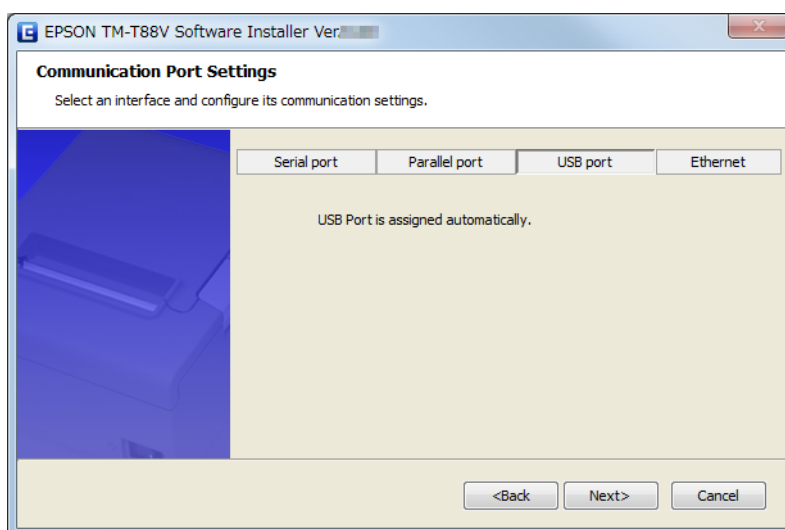 EPSON TM-T88V Software Installer Ver.
Communication Port Settings
Select an interface and configure its communication settings.
Serial port Parallel port USB port Ethernet
USB Port is assigned automatically.
<Back Next> Cancel